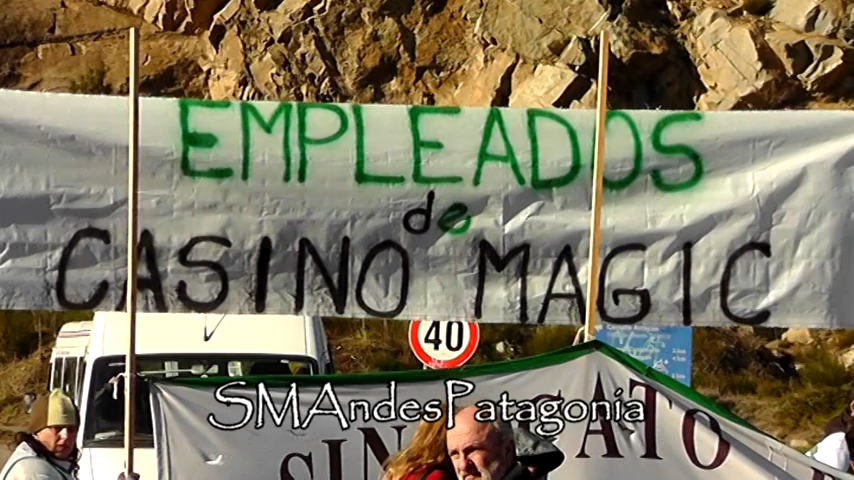 EMPLEADOS
de
CASINO MAGIC
40
SMAndesPatagonia